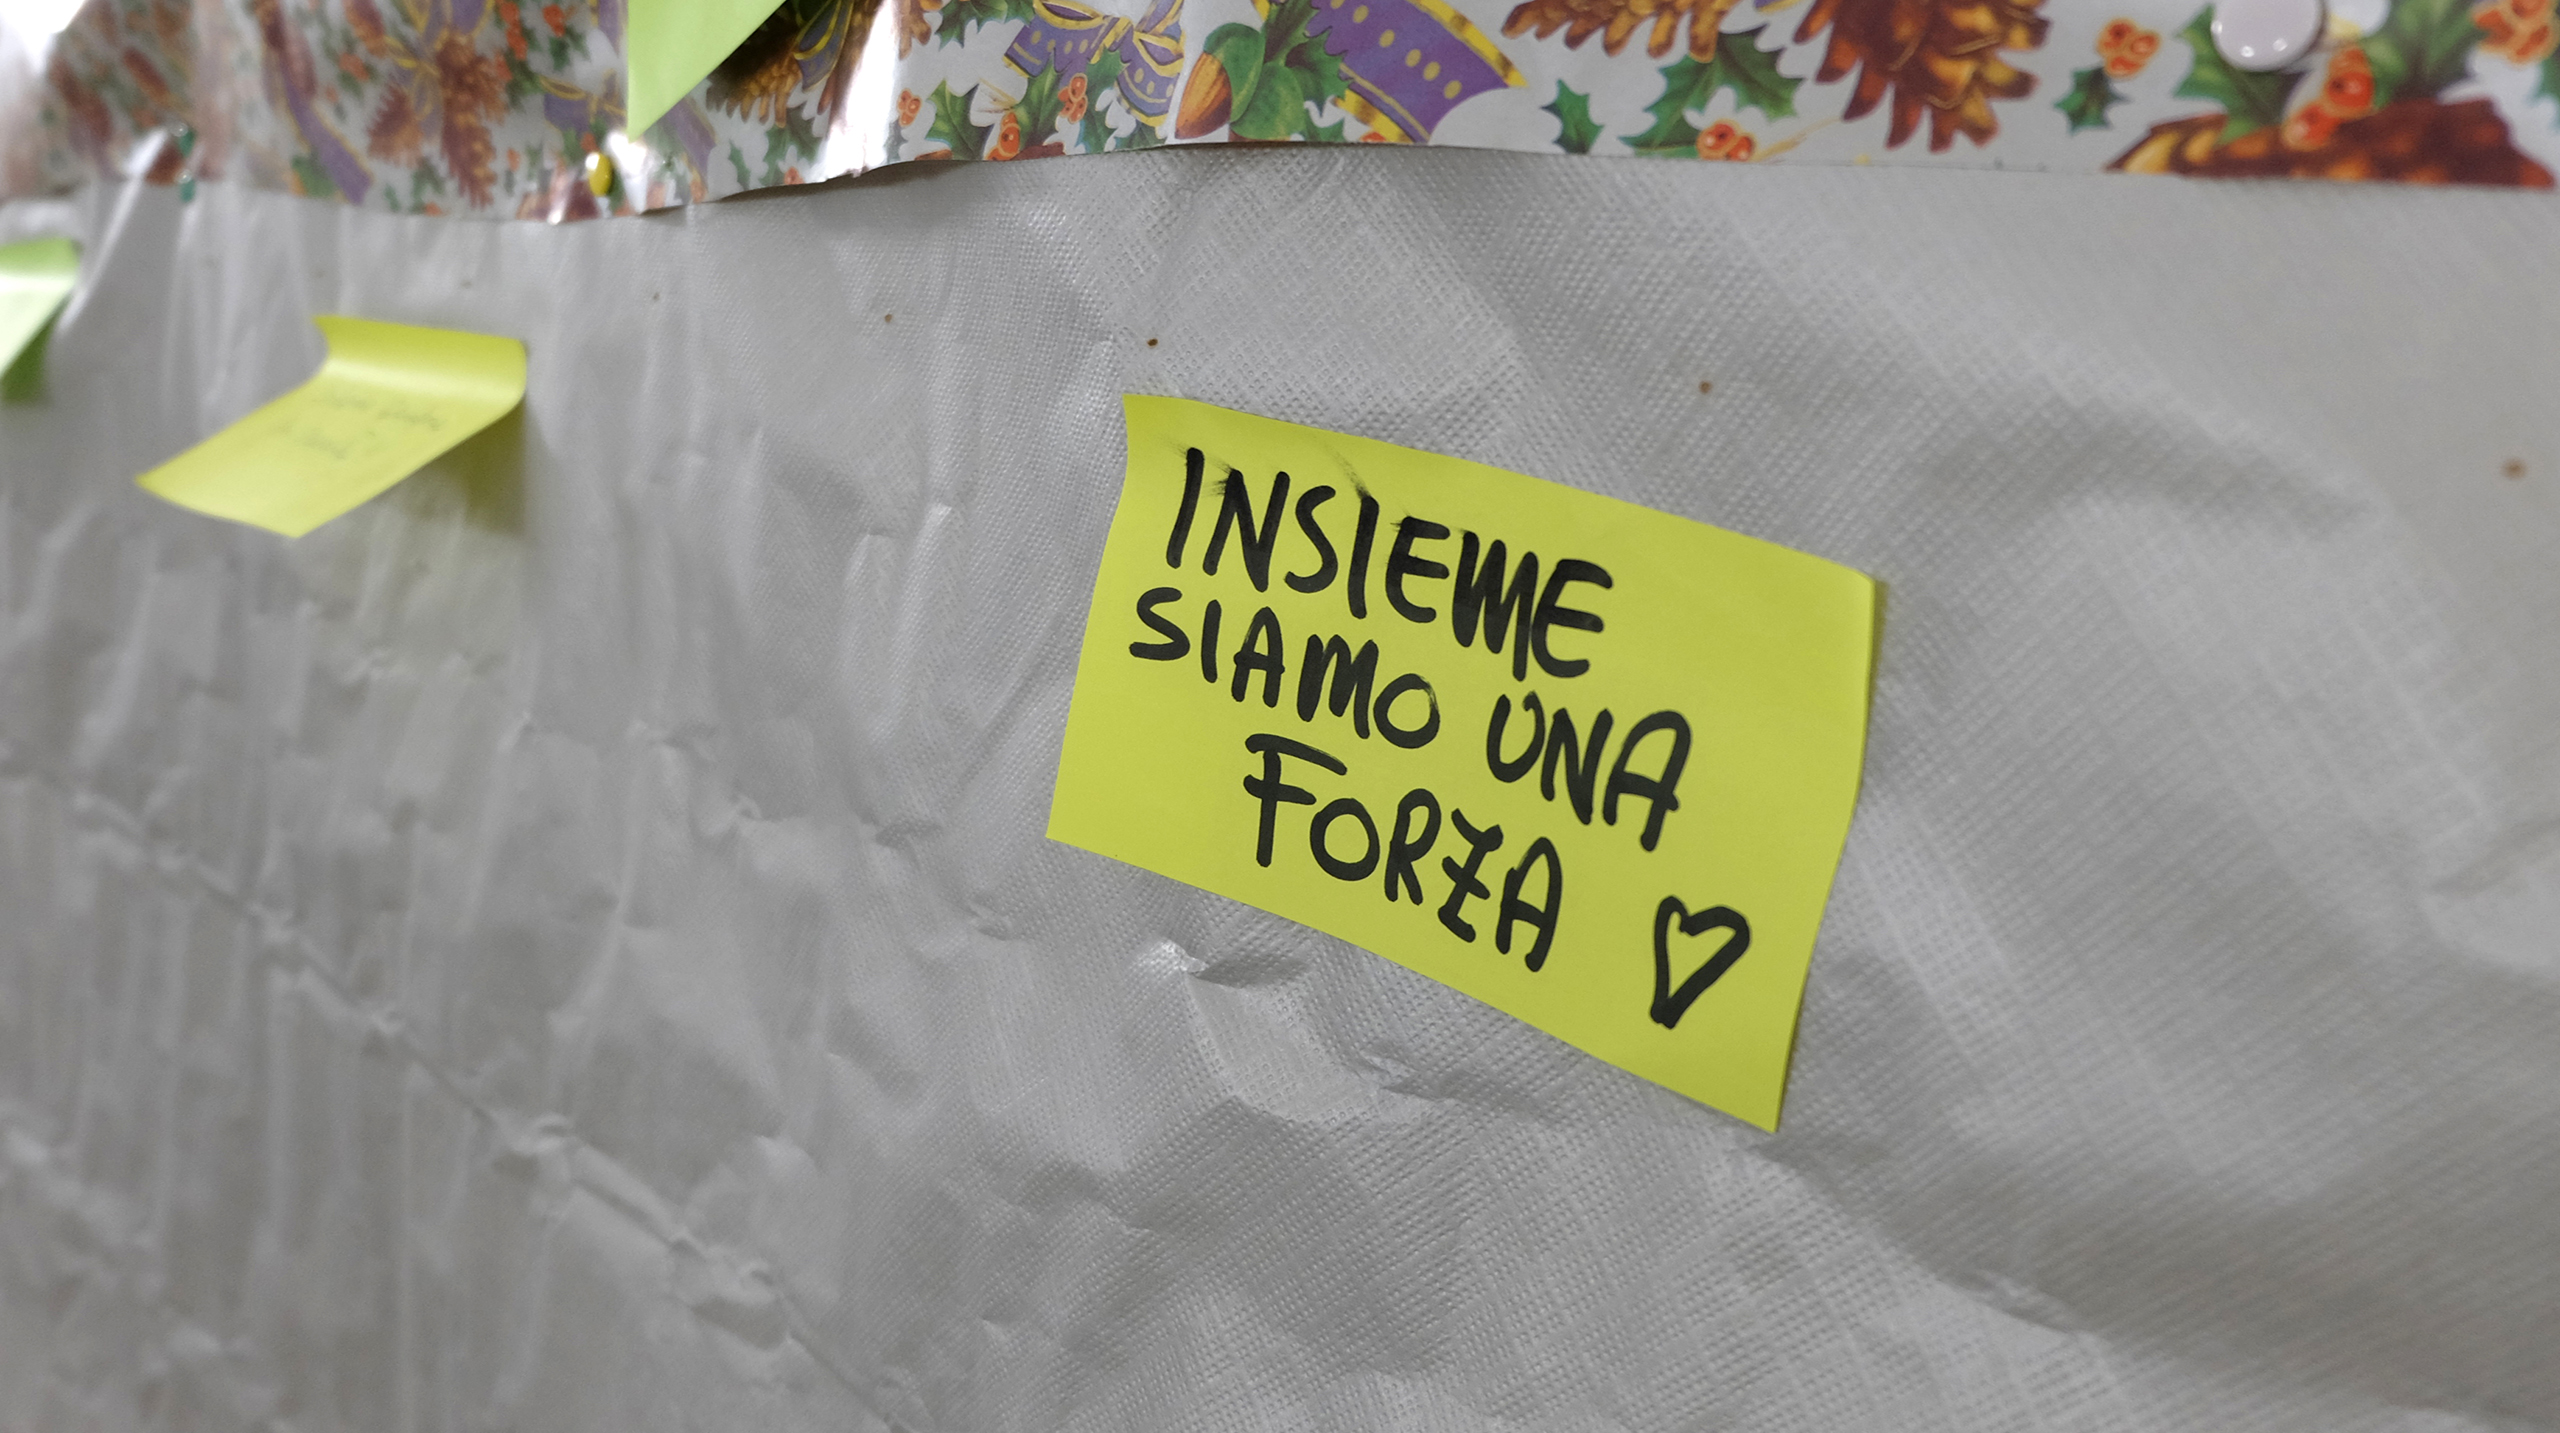 INSIEME
SIAMO UNA
FORZA ♡